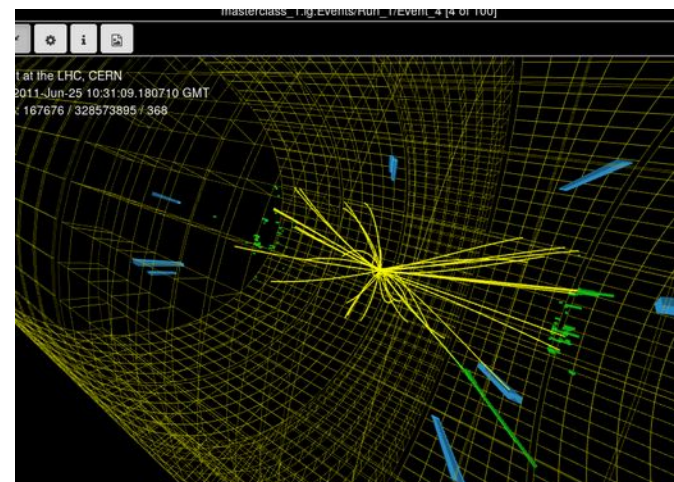 masterclass_1.ig:Events/Run_1/Event_4 [4 of 100]
i
t at the LHC, CERN
2011-Jun-25 10:31:09.180710 GMT
: 167676 / 328573895 / 368